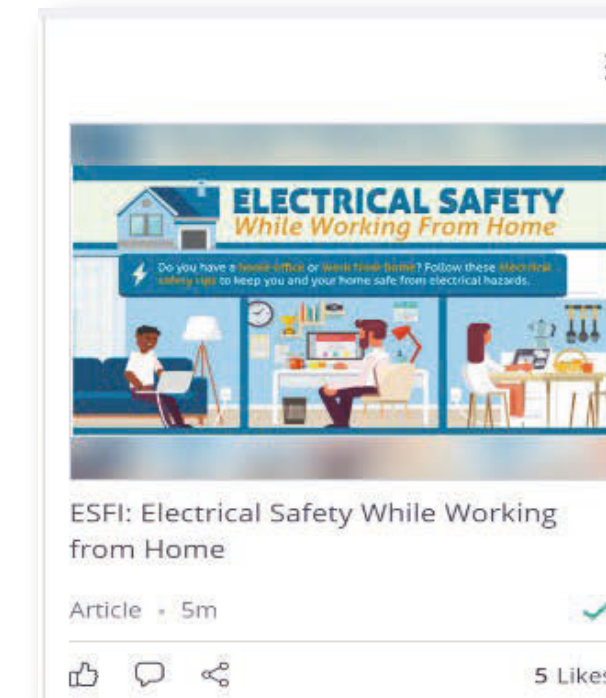 ELECTRICAL SAFETY
While Working From Home
Do you have a home office or work from home? Follow these electrical
safety tips to keep you and your home safe from electrical hazards.
ESFI: Electrical Safety While Working
from Home
Article • 5m
5 Likes